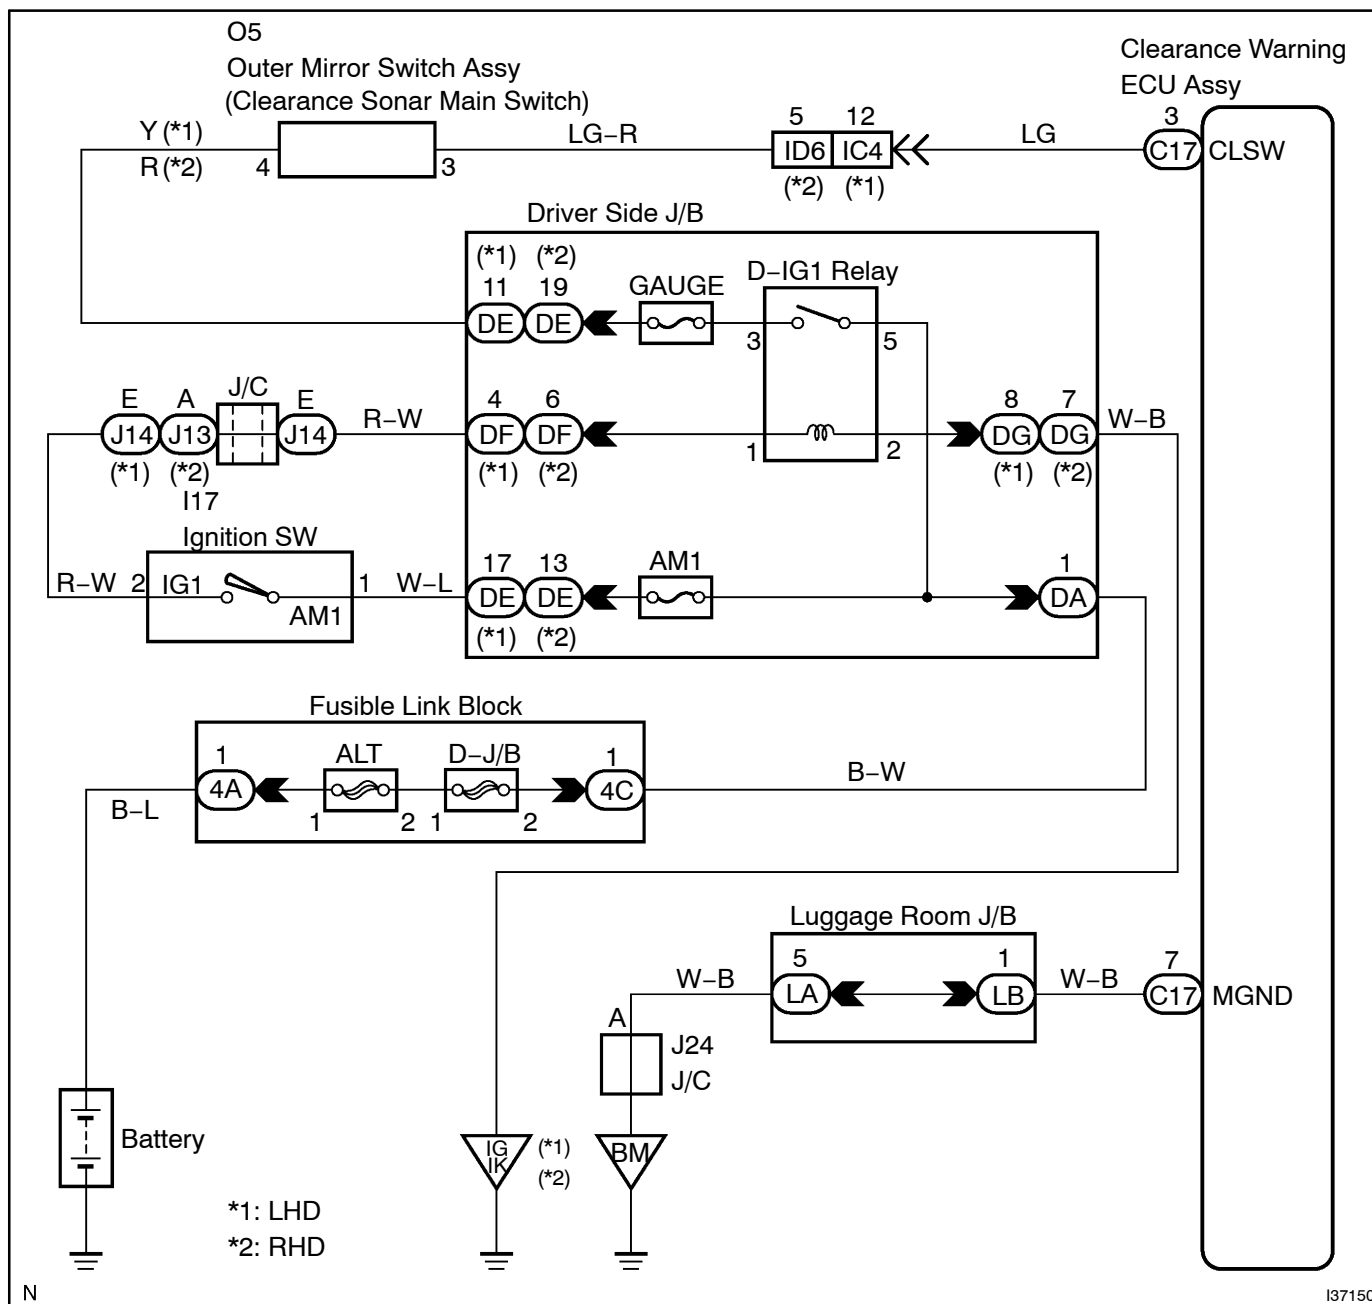 O5
Outer Mirror Switch Assy
(Clearance Sonar Main Switch)
Clearance Warning
ECU Assy
Y (*1)
R (*2)
4
3
LG-R
5
12
ID6
IC4
(*2)
(*1)
LG
3
C17
CLSW
Driver Side J/B
(*1)
(*2)
11
19
DE
DE
GAUGE
D-IG1 Relay
3
5
E
A
J/C
E
J14
J13
J14
(*1)
(*2)
R-W
4
6
DF
DF
(*1)
(*2)
1
2
8
7
DG
DG
(*1)
(*2)
W-B
I17
Ignition SW
R-W
2
IG1
AM1
1
W-L
17
13
DE
DE
(*1)
(*2)
AM1
1
DA
Fusible Link Block
1
4A
ALT
D-J/B
1
2
1
2
1
4C
B-W
B-L
Luggage Room J/B
W-B
5
LA
1
LB
W-B
7
C17
MGND
A
J24
J/C
Battery
IG
IK
(*1)
(*2)
BM
*1: LHD
*2: RHD
N
I37150